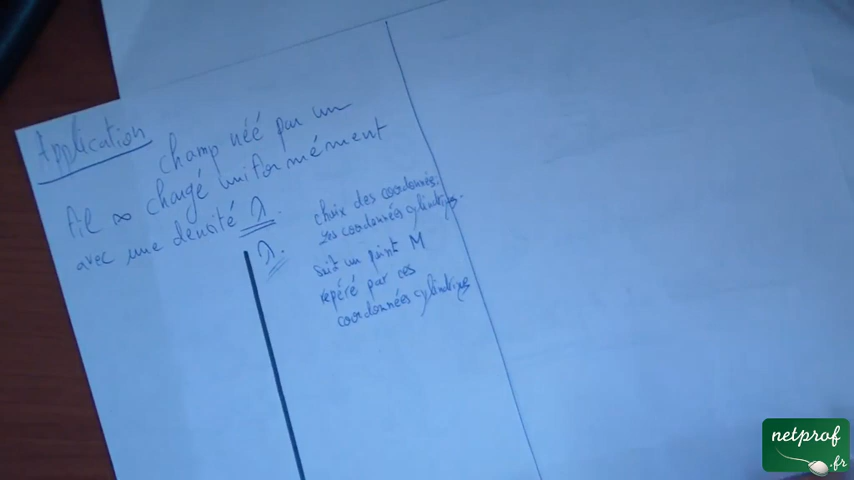 Application
champ créé par un
fil ∞ chargé uniformément
avec une densité λ.
λ.
choix des coordonnées:
les coordonnées cylindriques.
soit un point M
repéré par ces
coordonnées cylindriques
netprof
.fr